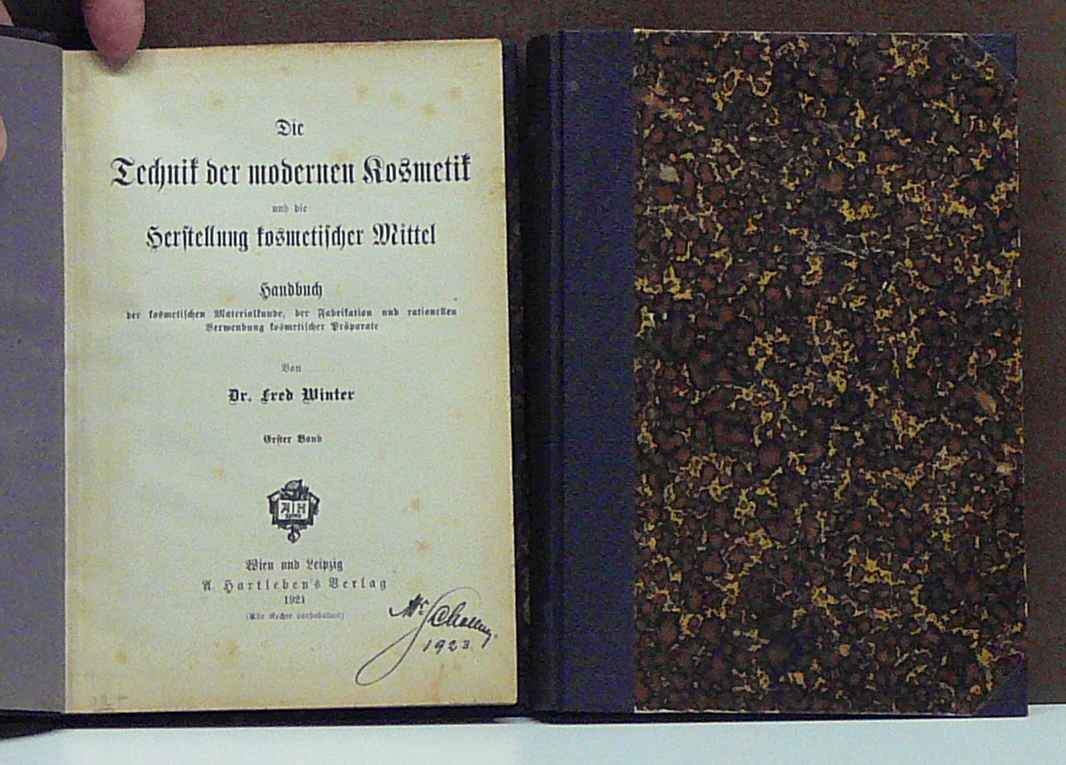 Die
Technik der modernen Kosmetik
und die
Herstellung kosmetischer Mittel
Handbuch
der kosmetischen Materialkunde, der Fabrikation und rationellen
Verwendung kosmetischer Präparate
Von
Dr. Fred Winter
Erster Band
A H
Wien und Leipzig
A. Hartleben's Verlag
1921
(Alle Rechte vorbehalten)
1923